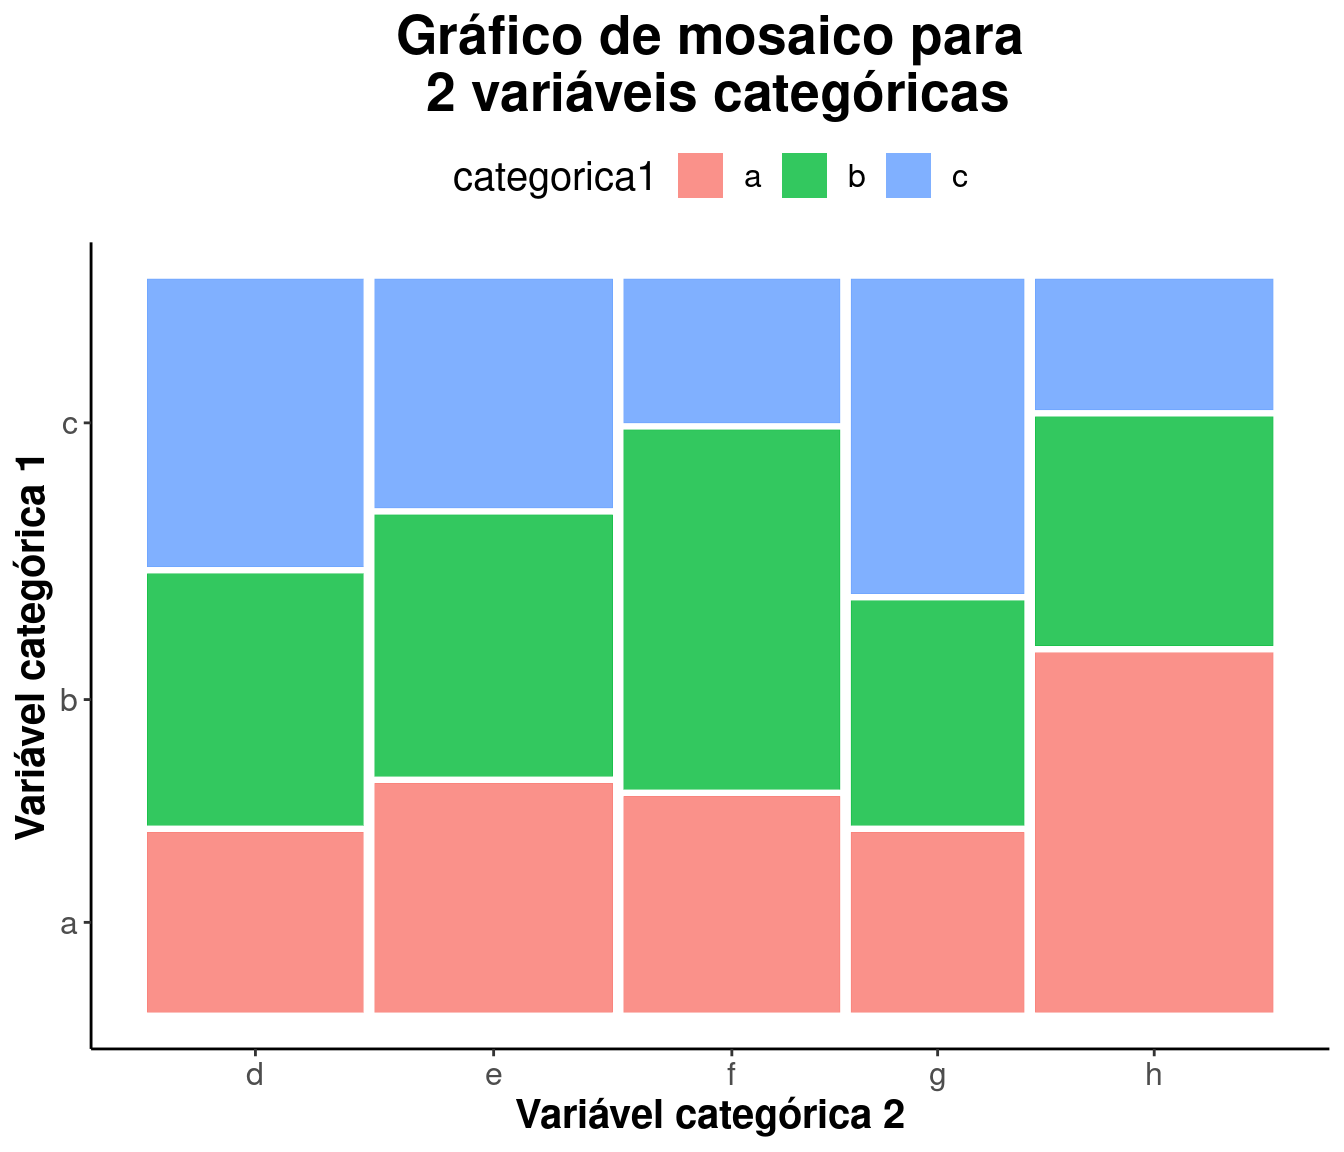 Gráfico de mosaico para
2 variáveis categóricas
categorica1 a b c
c
b
a
Variável categórica 1
d e f g h
Variável categórica 2